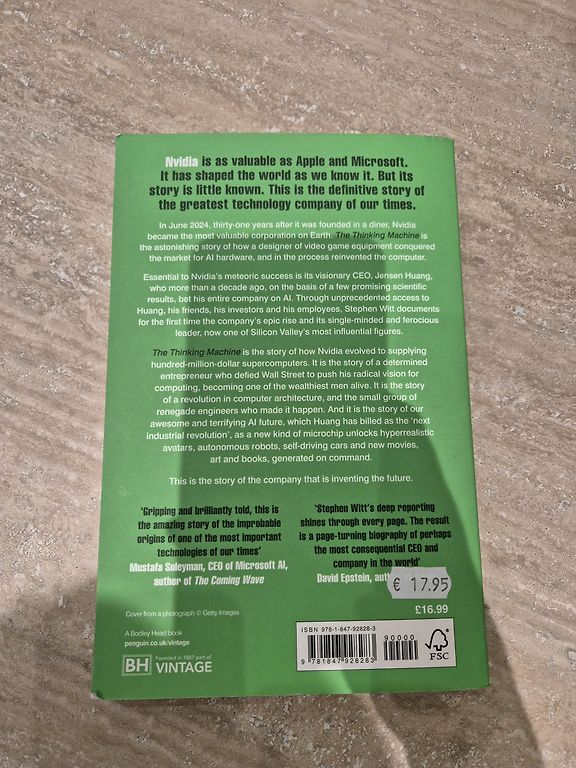 Nvidia is as valuable as Apple and Microsoft.
It has shaped the world as we know it. But its
story is little known. This is the definitive story of
the greatest technology company of our times.
In June 2024, thirty-one years after it was founded in a diner, Nvidia
became the most valuable corporation on Earth. The Thinking Machine is
the astonishing story of how a designer of video game equipment conquered
the market for AI hardware, and in the process reinvented the computer.
Essential to Nvidia's meteoric success is its visionary CEO, Jensen Huang,
who more than a decade ago, on the basis of a few promising scientific
results, bet his entire company on AI. Through unprecedented access to
Huang, his friends, his investors and his employees, Stephen Witt documents
for the first time the company's epic rise and its single-minded and ferocious
leader, now one of Silicon Valley's most influential figures.
The Thinking Machine is the story of how Nvidia evolved to supplying
hundred-million-dollar supercomputers. It is the story of a determined
entrepreneur who defied Wall Street to push his radical vision for
computing, becoming one of the wealthiest men alive. It is the story
of a revolution in computer architecture, and the small group of
renegade engineers who made it happen. And it is the story of our
awesome and terrifying AI future, which Huang has billed as the 'next
industrial revolution', as a new kind of microchip unlocks hyperrealistic
avatars, autonomous robots, self-driving cars and new movies,
art and books, generated on command.
This is the story of the company that is inventing the future.
'Gripping and brilliantly told, this is
the amazing story of the improbable
origins of one of the most important
technologies of our times'
Mustafa Suleyman, CEO of Microsoft AI,
author of The Coming Wave
'Stephen Witt's deep reporting
shines through every page. The result
is a page-turning biography of perhaps
the most consequential CEO and
company in the world'
David Epstein,
€ 17.95
£16.99
Cover from a photograph © Getty Images
A Bodley Head book
penguin.co.uk/vintage
BH Founded in 1887 part of
VINTAGE
ISBN 978-1-847-92828-3
90000
9 781847 928283
FSC